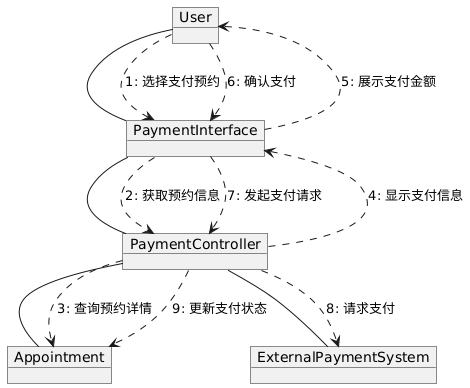 User
1: 选择支付预约
6: 确认支付
5: 展示支付金额
PaymentInterface
2: 获取预约信息
7: 发起支付请求
4: 显示支付信息
PaymentController
3: 查询预约详情
9: 更新支付状态
8: 请求支付
Appointment
ExternalPaymentSystem